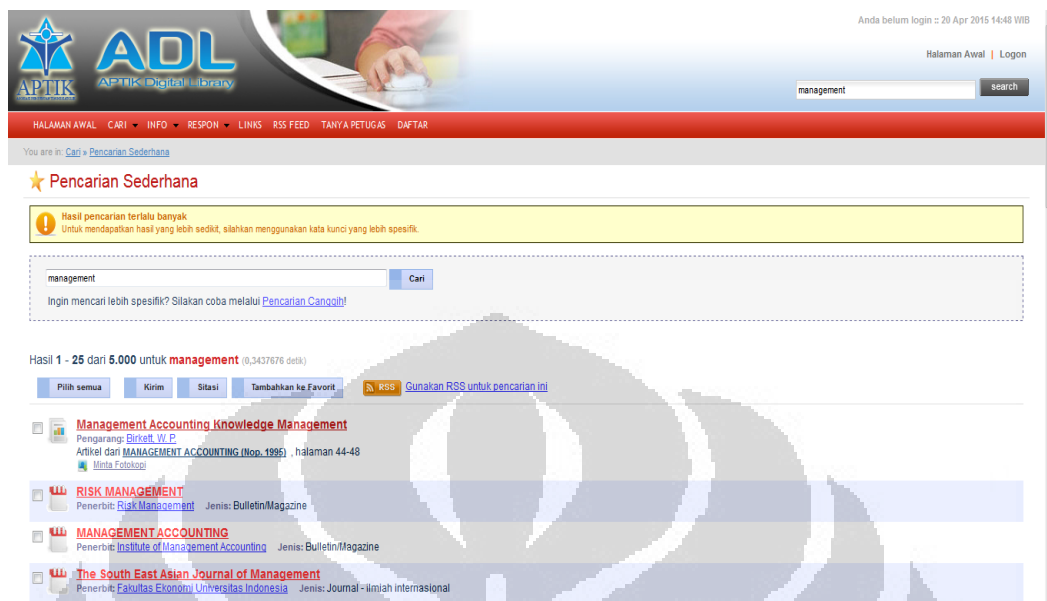 Anda belum login :: 20 Apr 2015 14:48 WIB
ADL
APTIK Digital Library
APTIK
Halaman Awal | Logon
management search
HALAMAN AWAL CARI INFO RESPON LINKS RSS FEED TANYA PETUGAS DAFTAR
You are in: Cari » Pencarian Sederhana
Pencarian Sederhana
Hasil pencarian terlalu banyak
Untuk mendapatkan hasil yang lebih sedikit, silahkan menggunakan kata kunci yang lebih spesifik.
management Cari
Ingin mencari lebih spesifik? Silakan coba melalui Pencarian Canggih!
Hasil 1 - 25 dari 5.000 untuk management (0,3437676 detik)
Pilih semua Kirim Sitasi Tambahkan ke Favorit RSS Gunakan RSS untuk pencarian ini
Management Accounting Knowledge Management
Pengarang: Birkett, W. P.
Artikel dari MANAGEMENT ACCOUNTING (Nop. 1995) , halaman 44-48
Minta Fotokopi
RISK MANAGEMENT
Penerbit: Risk Management Jenis: Bulletin/Magazine
MANAGEMENT ACCOUNTING
Penerbit: Institute of Management Accounting Jenis: Bulletin/Magazine
The South East Asian Journal of Management
Penerbit: Fakultas Ekonomi Universitas Indonesia Jenis: Journal - ilmiah internasional